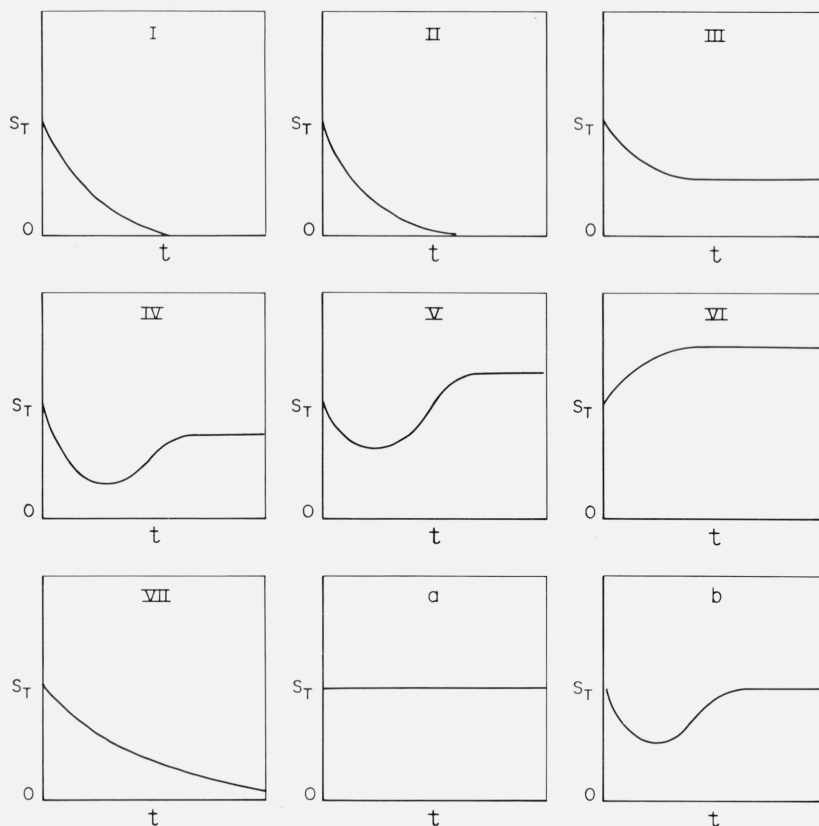 I II III
S_T S_T S_T
0 0 0
t t t
IV V VI
S_T S_T S_T
0 0 0
t t t
VII a b
S_T S_T S_T
0 0 0
t t t